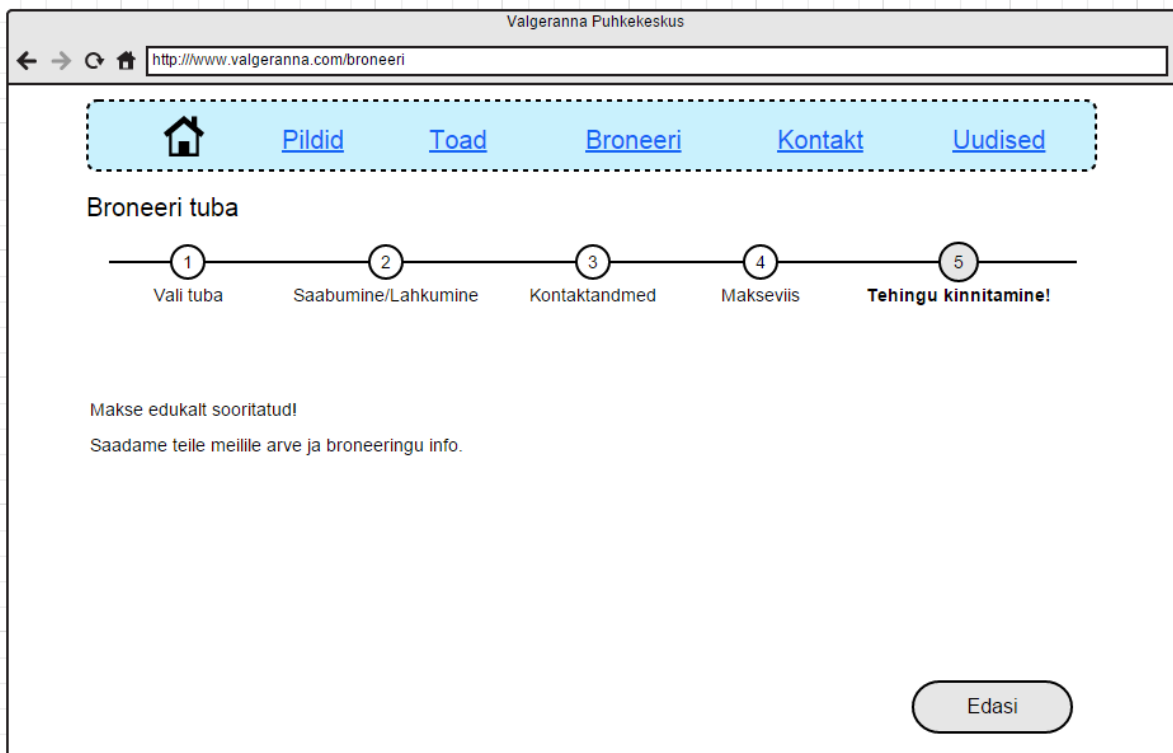 Valgeranna Puhkekeskus
http:///www.valgeranna.com/broneeri
Pildid Toad Broneeri Kontakt Uudised
Broneeri tuba
1 2 3 4 5
Vali tuba Saabumine/Lahkumine Kontaktandmed Makseviis Tehingu kinnitamine!
Makse edukalt sooritatud!
Saadame teile meilile arve ja broneeringu info.
Edasi